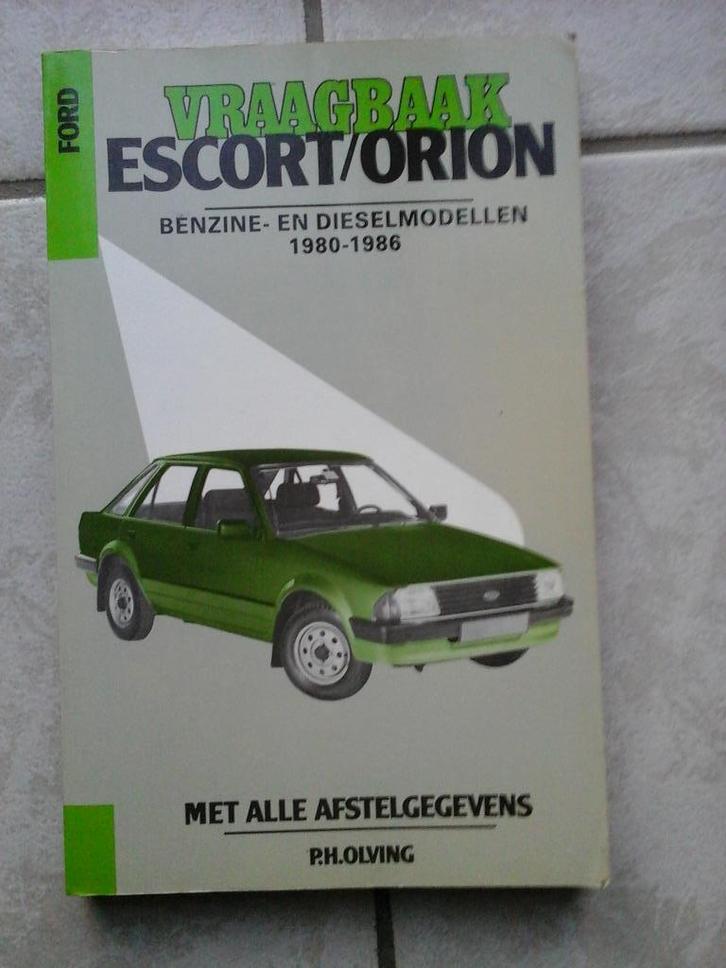 FORD
VRAAGBAAK
ESCORT/ORION
BENZINE- EN DIESELMODELLEN
1980-1986
MET ALLE AFSTELGEGEVENS
P.H.OLVING